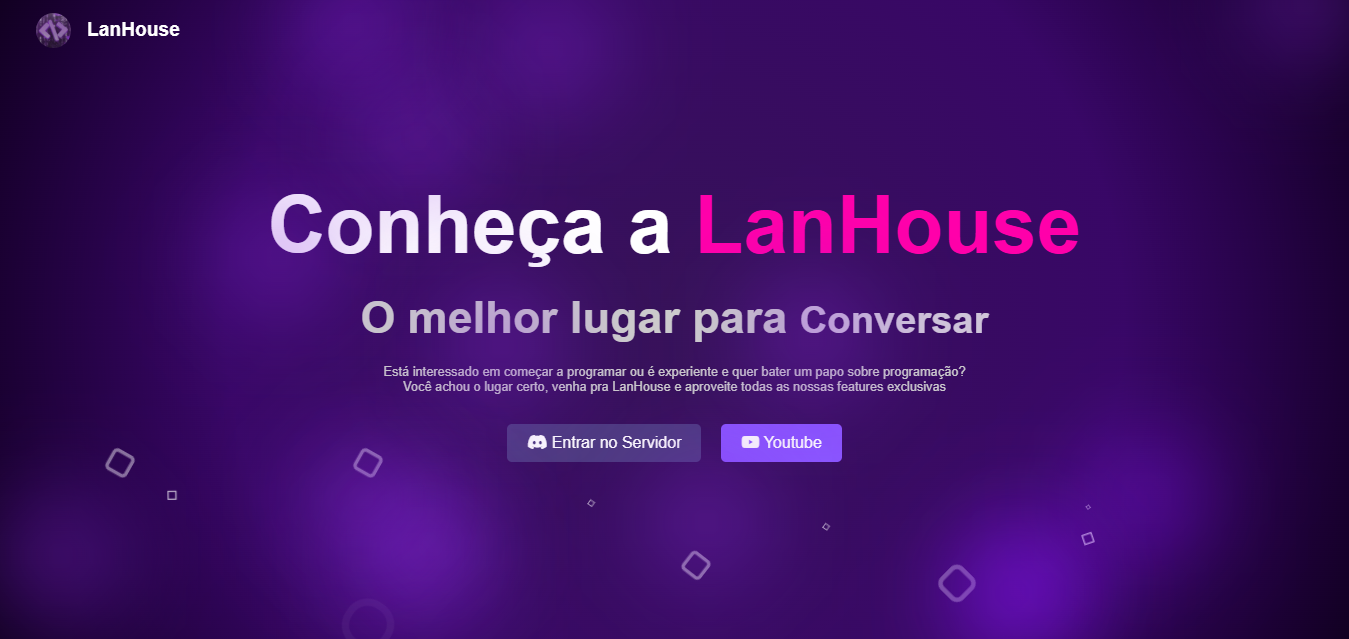 LanHouse
Conheça a LanHouse
O melhor lugar para Conversar
Está interessado em começar a programar ou é experiente e quer bater um papo sobre programação?
Você achou o lugar certo, venha pra LanHouse e aproveite todas as nossas features exclusivas
Entrar no Servidor
Youtube